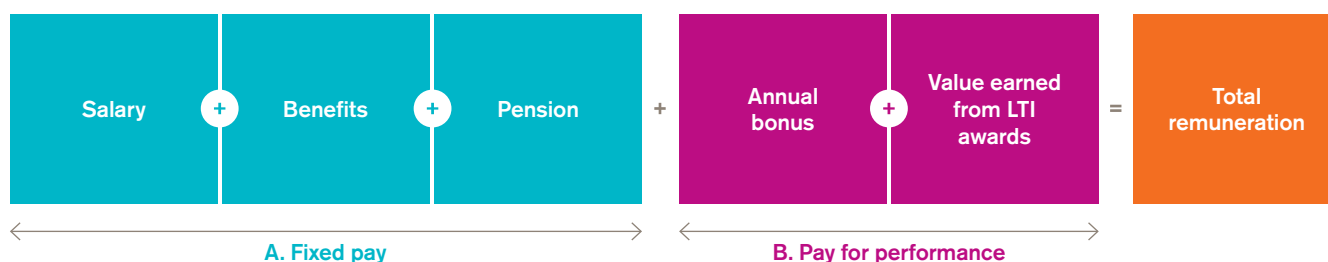 Salary + Benefits + Pension + Annual bonus + Value earned from LTI awards = Total remuneration
A. Fixed pay
B. Pay for performance